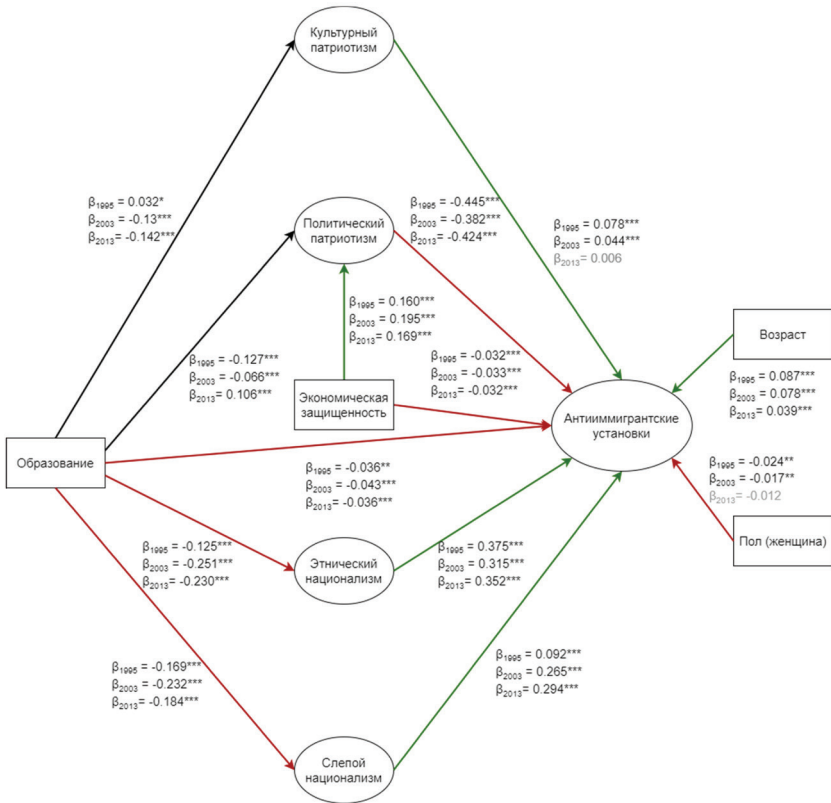 Культурный
патриотизм
β1995 = 0.032*
β2003 = -0.13***
β2013= -0.142***
Политический
патриотизм
β1995 = -0.445***
β2003 = -0.382***
β2013= -0.424***
β1995 = 0.078***
β2003 = 0.044***
β2013= 0.006
β1995 = 0.160***
β2003 = 0.195***
β2013= 0.169***
Возраст
β1995 = -0.127***
β2003 = -0.066***
β2013= 0.106***
β1995 = -0.032***
β2003 = -0.033***
β2013= -0.032***
β1995 = 0.087***
β2003 = 0.078***
β2013= 0.039***
Экономическая
защищенность
Антииммигрантские
установки
Образование
β1995 = -0.036**
β2003 = -0.043***
β2013= -0.036***
β1995 = -0.024**
β2003 = -0.017**
β2013= -0.012
Пол (женщина)
β1995 = -0.125***
β2003 = -0.251***
β2013= -0.230***
Этнический
национализм
β1995 = 0.375***
β2003 = 0.315***
β2013= 0.352***
β1995 = -0.169***
β2003 = -0.232***
β2013= -0.184***
β1995 = 0.092***
β2003 = 0.265***
β2013= 0.294***
Слепой
национализм